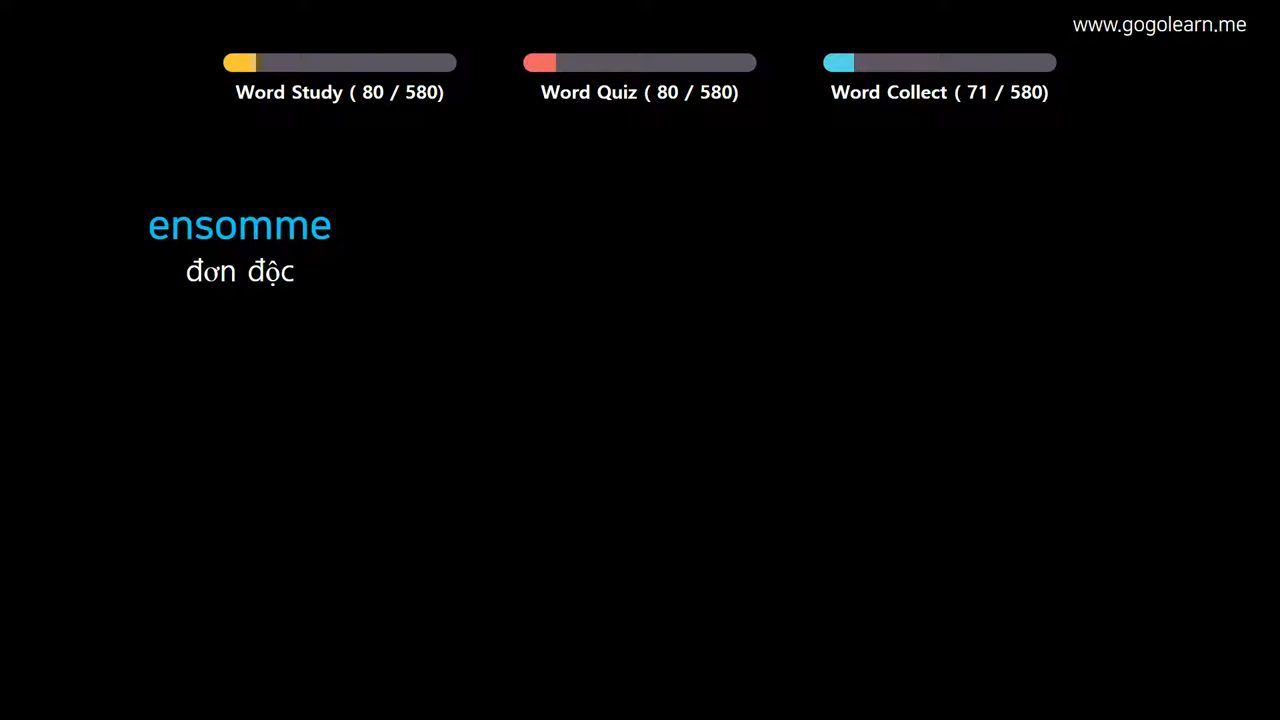 www.gogolearn.me
Word Study ( 80 / 580)
Word Quiz ( 80 / 580)
Word Collect ( 71 / 580)
ensomme
đơn độc